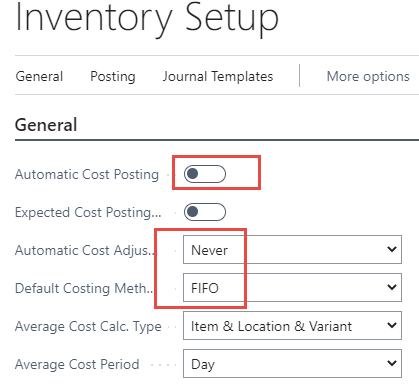 Inventory Setup
General Posting Journal Templates More options
General
Automatic Cost Posting
Expected Cost Posting...
Automatic Cost Adjus... Never
Default Costing Meth... FIFO
Average Cost Calc. Type Item & Location & Variant
Average Cost Period Day